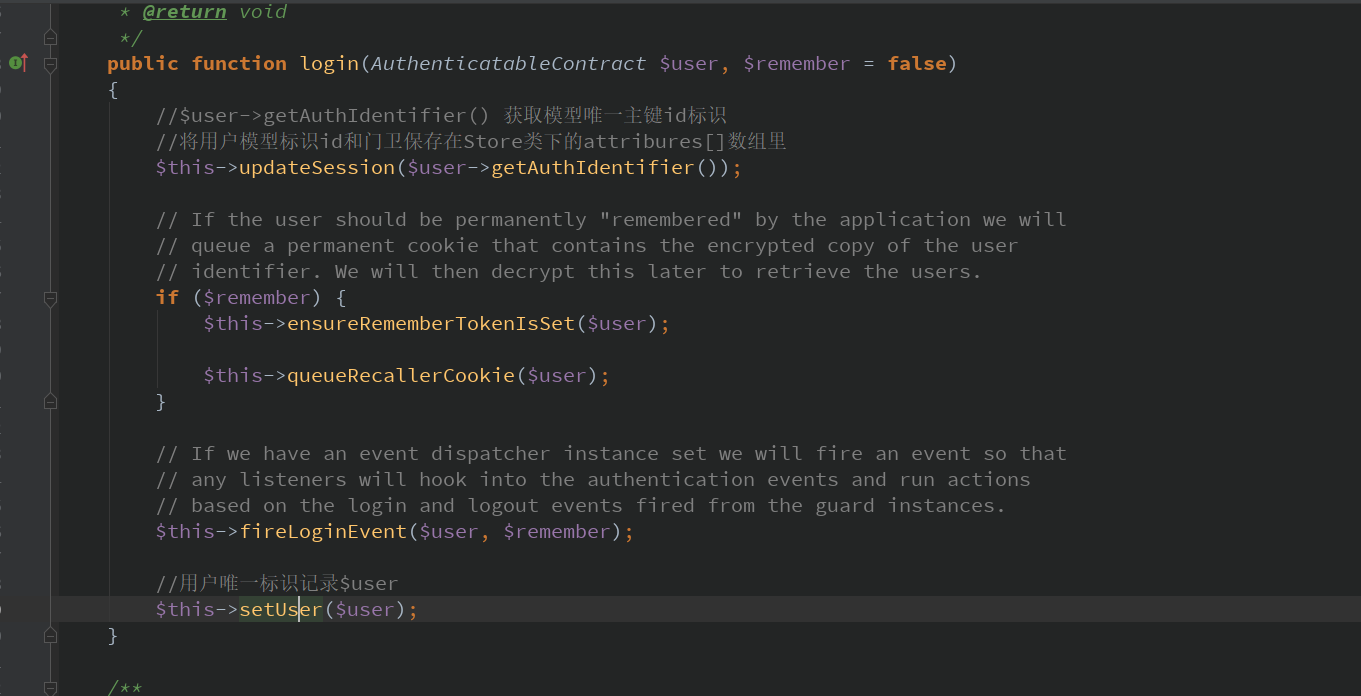 * @return void
*/
public function login(AuthenticatableContract $user, $remember = false)
{
//$user->getAuthIdentifier() 获取模型唯一主键id标识
//将用户模型标识id和门卫保存在Store类下的attribures[]数组里
$this->updateSession($user->getAuthIdentifier());
// If the user should be permanently "remembered" by the application we will
// queue a permanent cookie that contains the encrypted copy of the user
// identifier. We will then decrypt this later to retrieve the users.
if ($remember) {
$this->ensureRememberTokenIsSet($user);
$this->queueRecallerCookie($user);
}
// If we have an event dispatcher instance set we will fire an event so that
// any listeners will hook into the authentication events and run actions
// based on the login and logout events fired from the guard instances.
$this->fireLoginEvent($user, $remember);
//用户唯一标识记录$user
$this->setUser($user);
}
/**